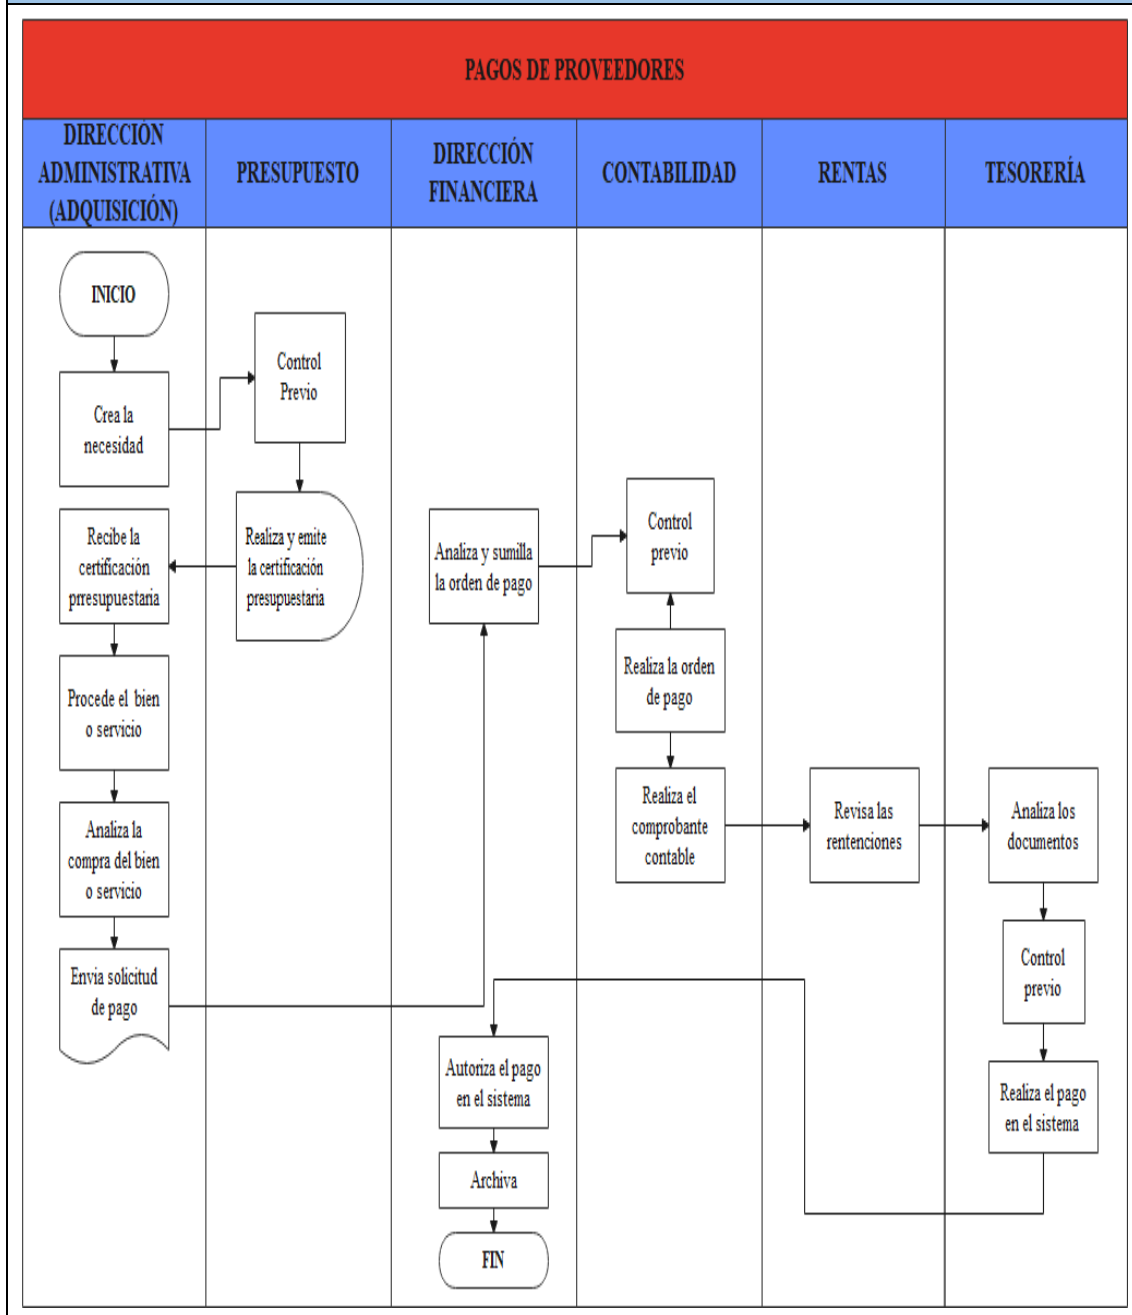 PAGOS DE PROVEEDORES
DIRECCIÓN
ADMINISTRATIVA
(ADQUISICIÓN)
PRESUPUESTO
DIRECCIÓN
FINANCIERA
CONTABILIDAD
RENTAS
TESORERÍA
INICIO
Crea la
necesidad
Recibe la
certificación
prresupuestaria
Procede el bien
o servicio
Analiza la
compra del bien
o servicio
Envia solicitud
de pago
Control
Previo
Realiza y emite
la certificación
presupuestaria
Analiza y sumilla
la orden de pago
Autoriza el pago
en el sistema
Archiva
FIN
Control
previo
Realiza la orden
de pago
Realiza el
comprobante
contable
Revisa las
rentenciones
Analiza los
documentos
Control
previo
Realiza el pago
en el sistema